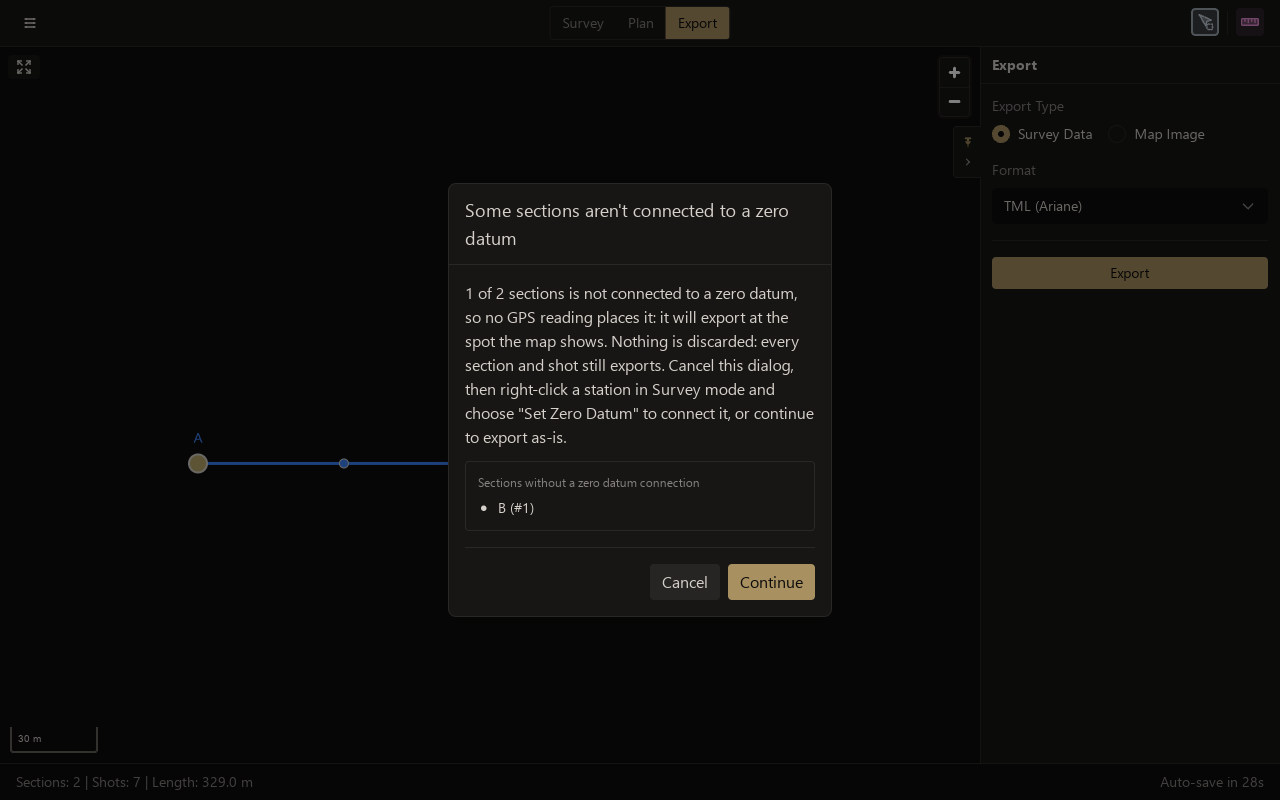 Survey
Plan
Export
Export
Export Type
Survey Data
Map Image
Format
TML (Ariane)
Export
Some sections aren't connected to a zero
datum
1 of 2 sections is not connected to a zero datum,
so no GPS reading places it: it will export at the
spot the map shows. Nothing is discarded: every
section and shot still exports. Cancel this dialog,
then right-click a station in Survey mode and
choose "Set Zero Datum" to connect it, or continue
to export as-is.
Sections without a zero datum connection
B (#1)
Cancel
Continue
A
30 m
Sections: 2 | Shots: 7 | Length: 329.0 m
Auto-save in 28s